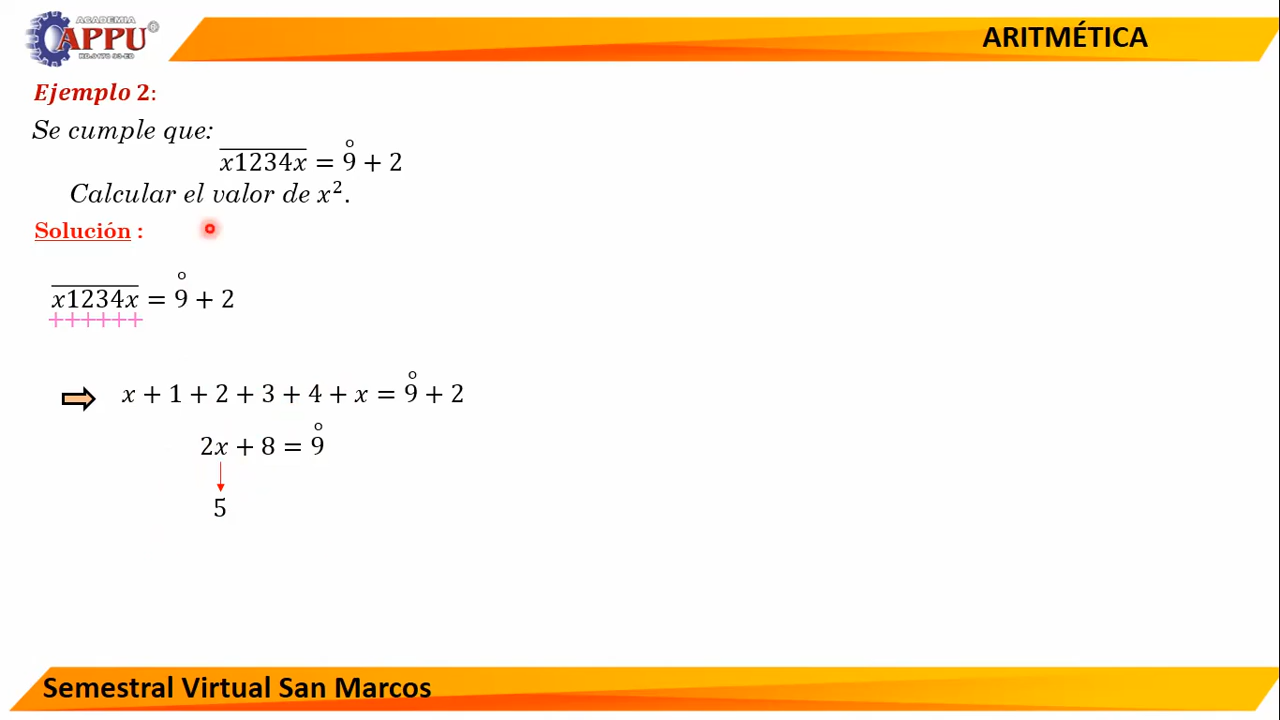 ACADEMIA
APPU
ARITMÉTICA
Ejemplo 2:
Se cumple que:
x1234x = 9̊ + 2
Calcular el valor de x².
Solución :
x1234x = 9̊ + 2
++++++
x + 1 + 2 + 3 + 4 + x = 9̊ + 2
2x + 8 = 9̊
5
Semestral Virtual San Marcos